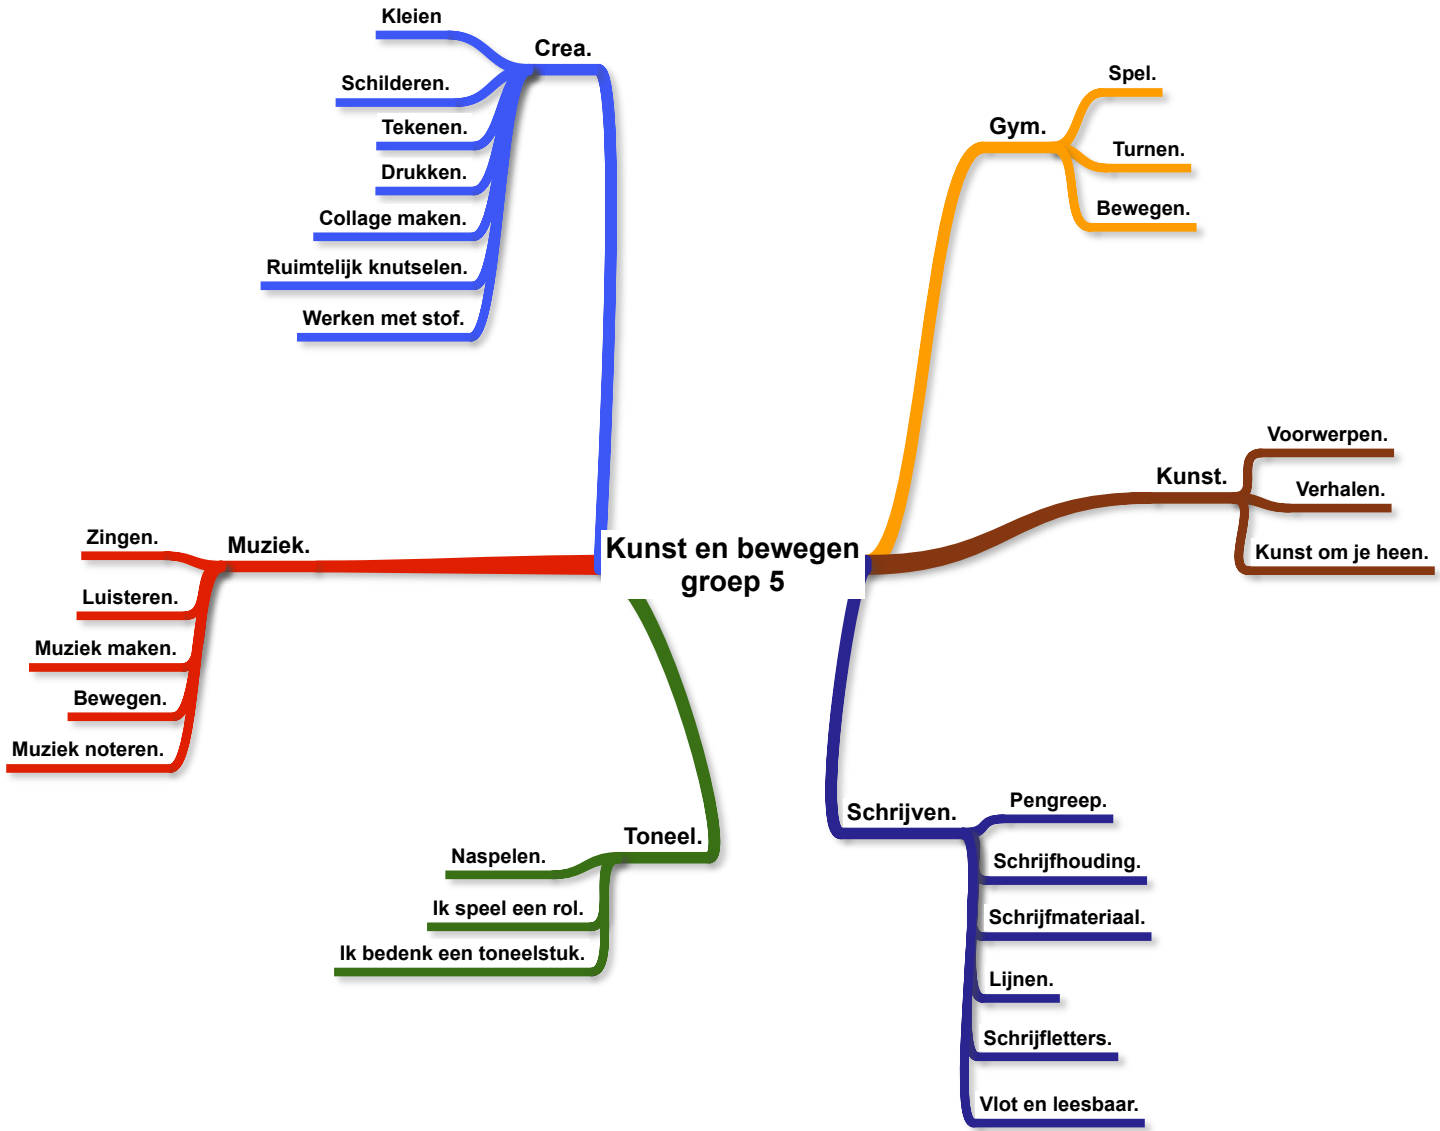 Kunst en bewegen
groep 5
Crea.
Kleien
Schilderen.
Tekenen.
Drukken.
Collage maken.
Ruimtelijk knutselen.
Werken met stof.
Gym.
Spel.
Turnen.
Bewegen.
Kunst.
Voorwerpen.
Verhalen.
Kunst om je heen.
Muziek.
Zingen.
Luisteren.
Muziek maken.
Bewegen.
Muziek noteren.
Toneel.
Naspelen.
Ik speel een rol.
Ik bedenk een toneelstuk.
Schrijven.
Pengreep.
Schrijfhouding.
Schrijfmateriaal.
Lijnen.
Schrijfletters.
Vlot en leesbaar.